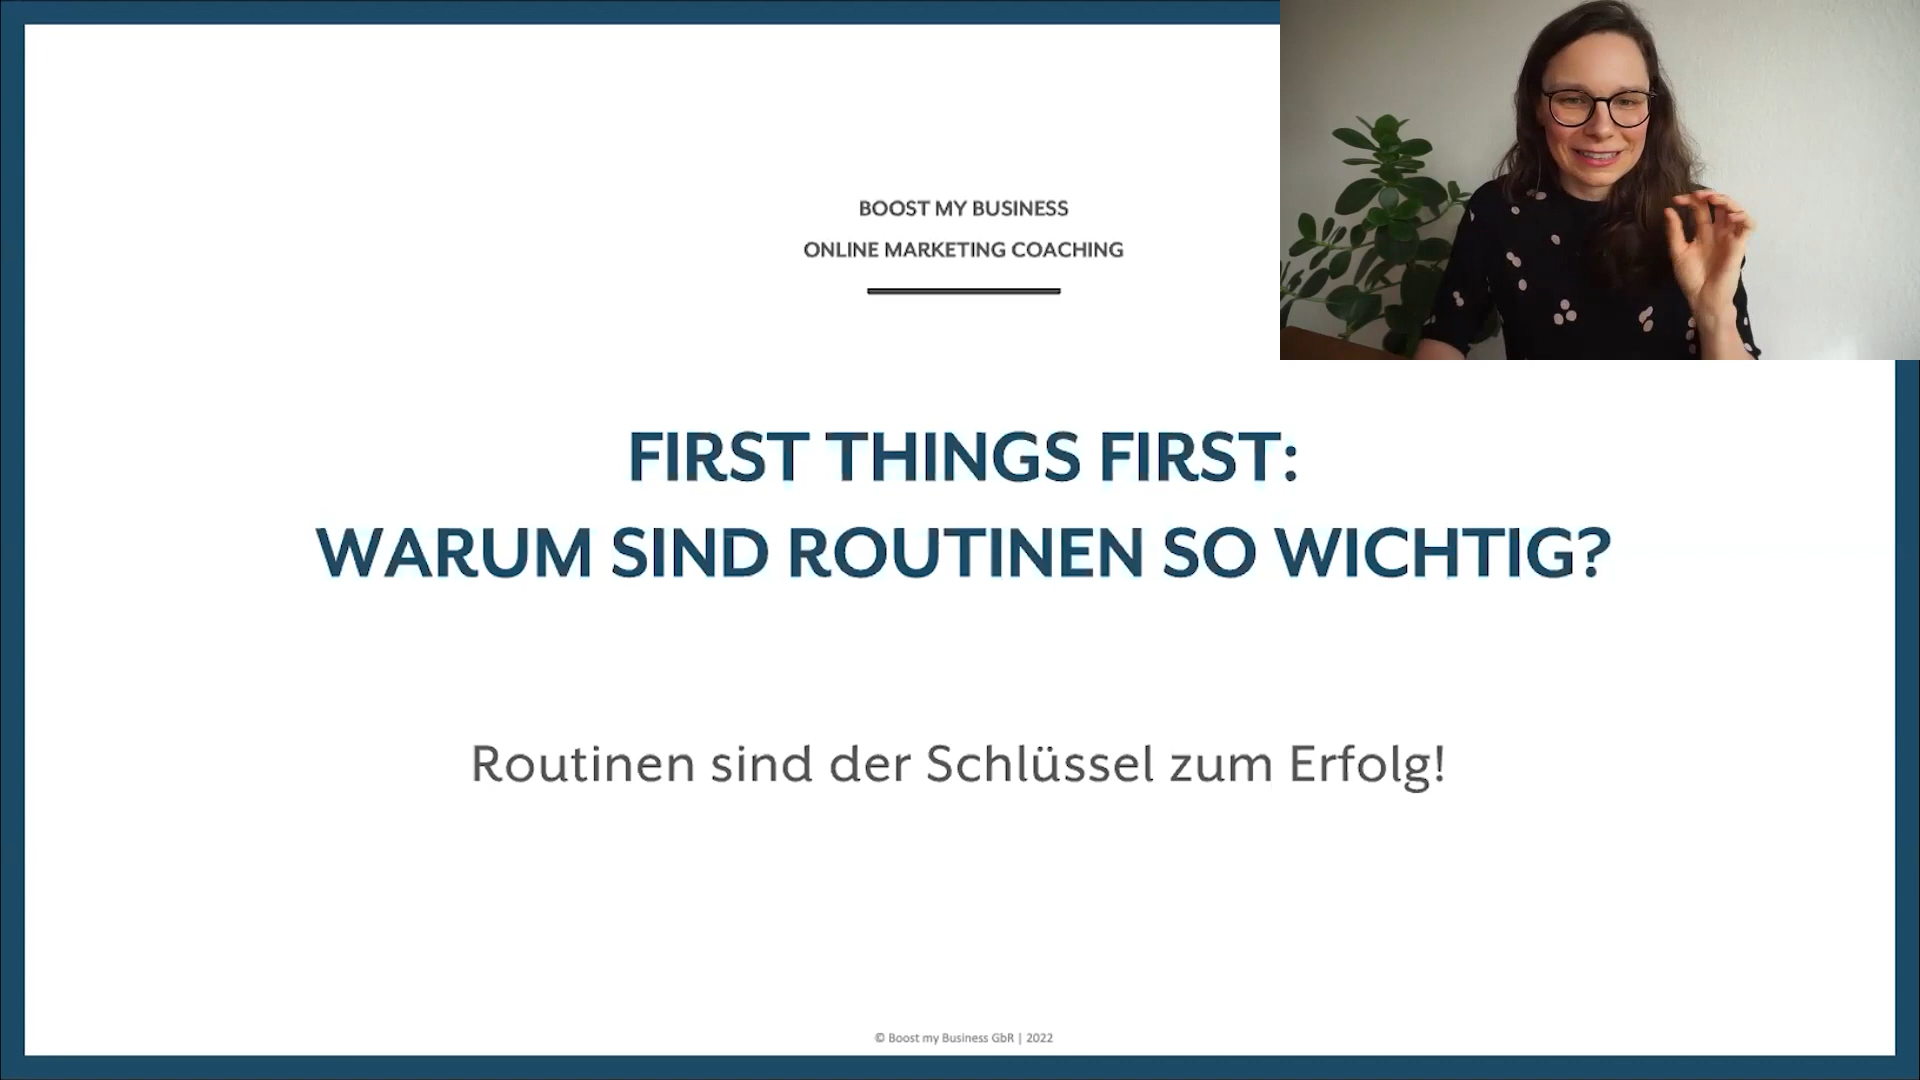 BOOST MY BUSINESS
ONLINE MARKETING COACHING
FIRST THINGS FIRST:
WARUM SIND ROUTINEN SO WICHTIG?
Routinen sind der Schlüssel zum Erfolg!
© Boost my Business GbR | 2022